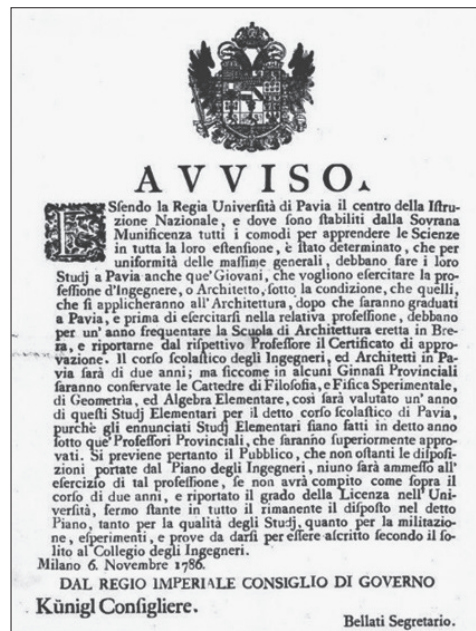 AVVISO.
ESsendo la Regia Università di Pavia il centro della Istru-
zione Nazionale, e dove sono stabiliti dalla Sovrana
Munificenza tutti i comodi per apprendere le Scienze
in tutta la loro estensione, è stato determinato, che per
uniformità delle massime generali, debbano fare i loro
Studj a Pavia anche que' Giovani, che vogliono esercitare la pro-
fessione d'Ingegnere, o Architetto, sotto la condizione, che quelli,
che si applicheranno all' Architettura, dopo che saranno graduati
a Pavia, e prima di esercitarsi nella relativa professione, debbano
per un' anno frequentare la Scuola di Architettura eretta in Bre-
ra, e riportarne dal rispettivo Professore il Certificato di appro-
vazione. Il corso scolastico degli Ingegneri, ed Architetti in Pa-
via sarà di due anni; ma siccome in alcuni Ginnasi Provinciali
saranno conservate le Cattedre di Filosofia, e Fisica Sperimentale,
di Geometria, ed Algebra Elementare, così sarà valutato un' anno
di questi Studj Elementari per il detto corso scolastico di Pavia,
purchè gli ennunciati Studj Elementari siano fatti in detto anno
sotto que' Professori Provinciali, che saranno superiormente appro-
vati. Si previene pertanto il Pubblico, che non ostanti le disposi-
zioni portate dal Piano degli Ingegneri, niuno sarà ammesso all'
esercizio di tal professione, se non avrà compito come sopra il
corso di due anni, e riportato il grado della Licenza nell' Uni-
versità, fermo stante in tutto il rimanente il disposto nel detto
Piano, tanto per la qualità degli Studj, quanto per la militazio-
ne, esperimenti, e prove da darsi per essere ascritto secondo il so-
lito al Collegio degli Ingegneri.
Milano 6. Novembre 1786.
DAL REGIO IMPERIALE CONSIGLIO DI GOVERNO
Künigl Consigliere.
Bellati Segretario.